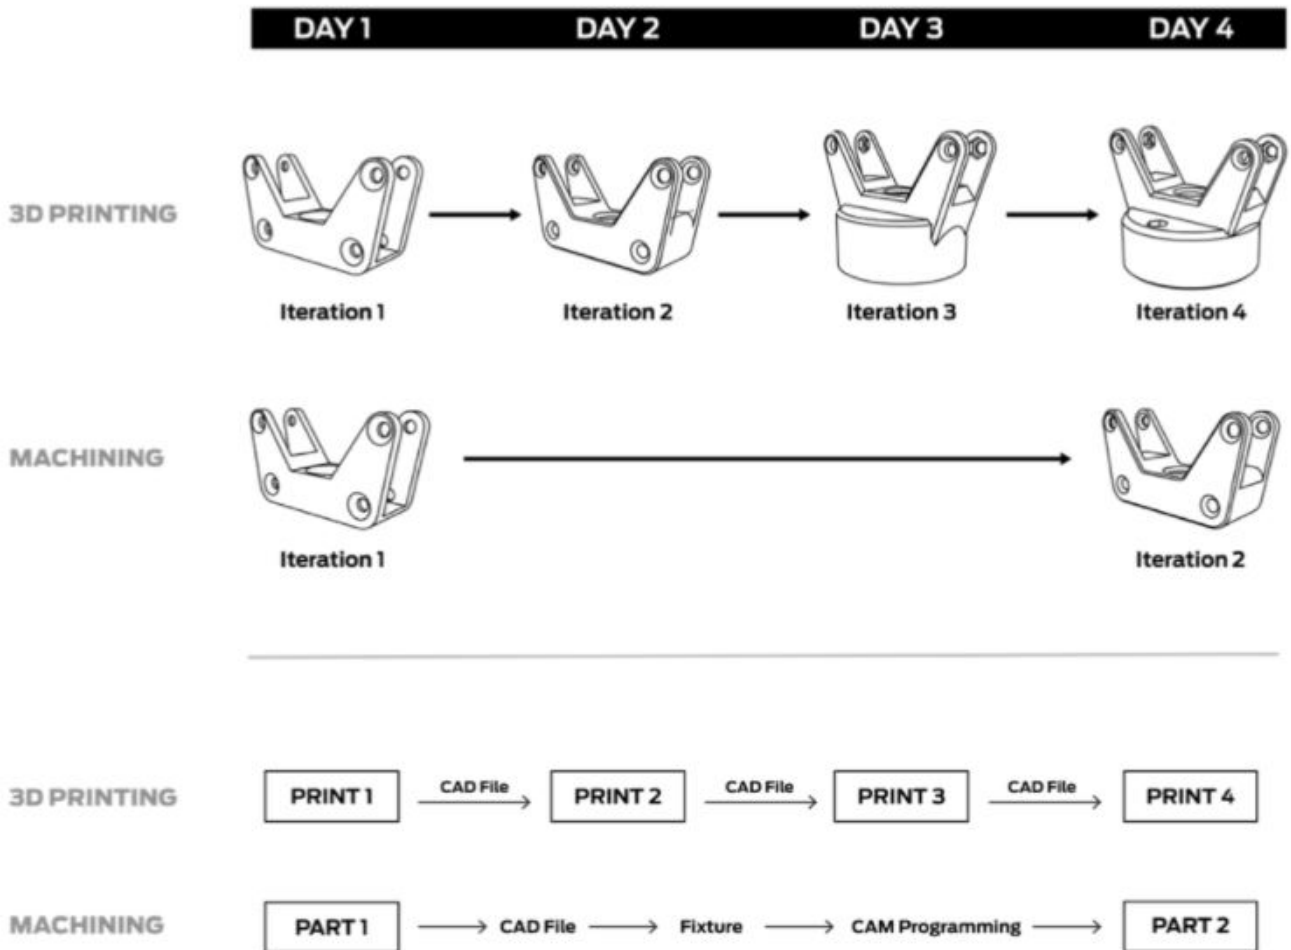 DAY 1 DAY 2 DAY 3 DAY 4
3D PRINTING
Iteration 1 Iteration 2 Iteration 3 Iteration 4
MACHINING
Iteration 1 Iteration 2
3D PRINTING PRINT 1 CAD File PRINT 2 CAD File PRINT 3 CAD File PRINT 4
MACHINING PART 1 CAD File Fixture CAM Programming PART 2